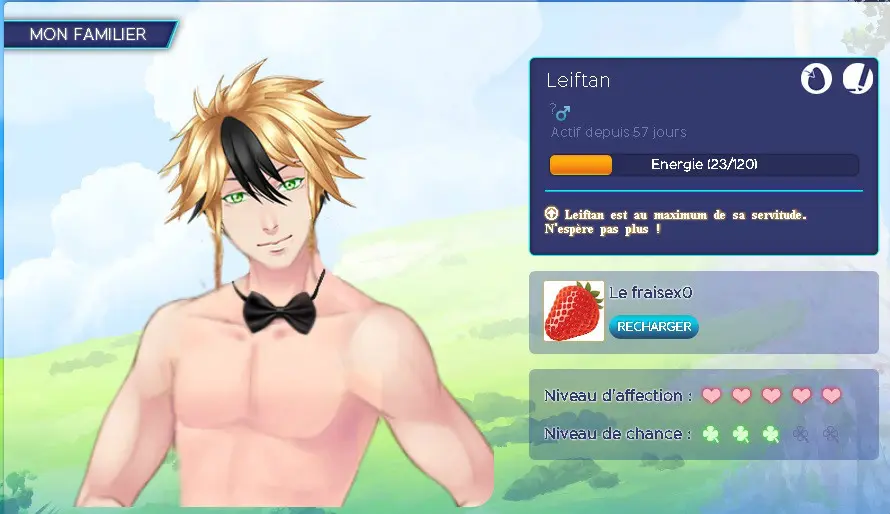 MON FAMILIER
Leiftan
?♂
Actif depuis 57 jours
Energie (23/120)
Leiftan est au maximum de sa servitude.
N'espère pas plus !
Le fraisex0
RECHARGER
Niveau d'affection :
Niveau de chance :